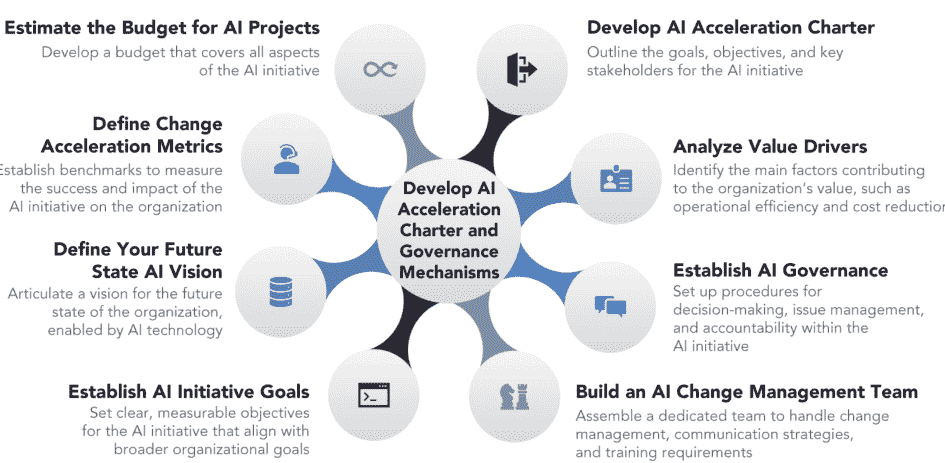 Estimate the Budget for AI Projects
Develop a budget that covers all aspects
of the AI initiative
Develop AI Acceleration Charter
Outline the goals, objectives, and key
stakeholders for the AI initiative
Define Change
Acceleration Metrics
Establish benchmarks to measure
the success and impact of the
AI initiative on the organization
Analyze Value Drivers
Identify the main factors contributing
to the organization's value, such as
operational efficiency and cost reduction
Develop AI
Acceleration
Charter and
Governance
Mechanisms
Define Your Future
State AI Vision
Articulate a vision for the future
state of the organization,
enabled by AI technology
Establish AI Governance
Set up procedures for
decision-making, issue management,
and accountability within the
AI initiative
Establish AI Initiative Goals
Set clear, measurable objectives
for the AI initiative that align with
broader organizational goals
Build an AI Change Management Team
Assemble a dedicated team to handle change
management, communication strategies,
and training requirements